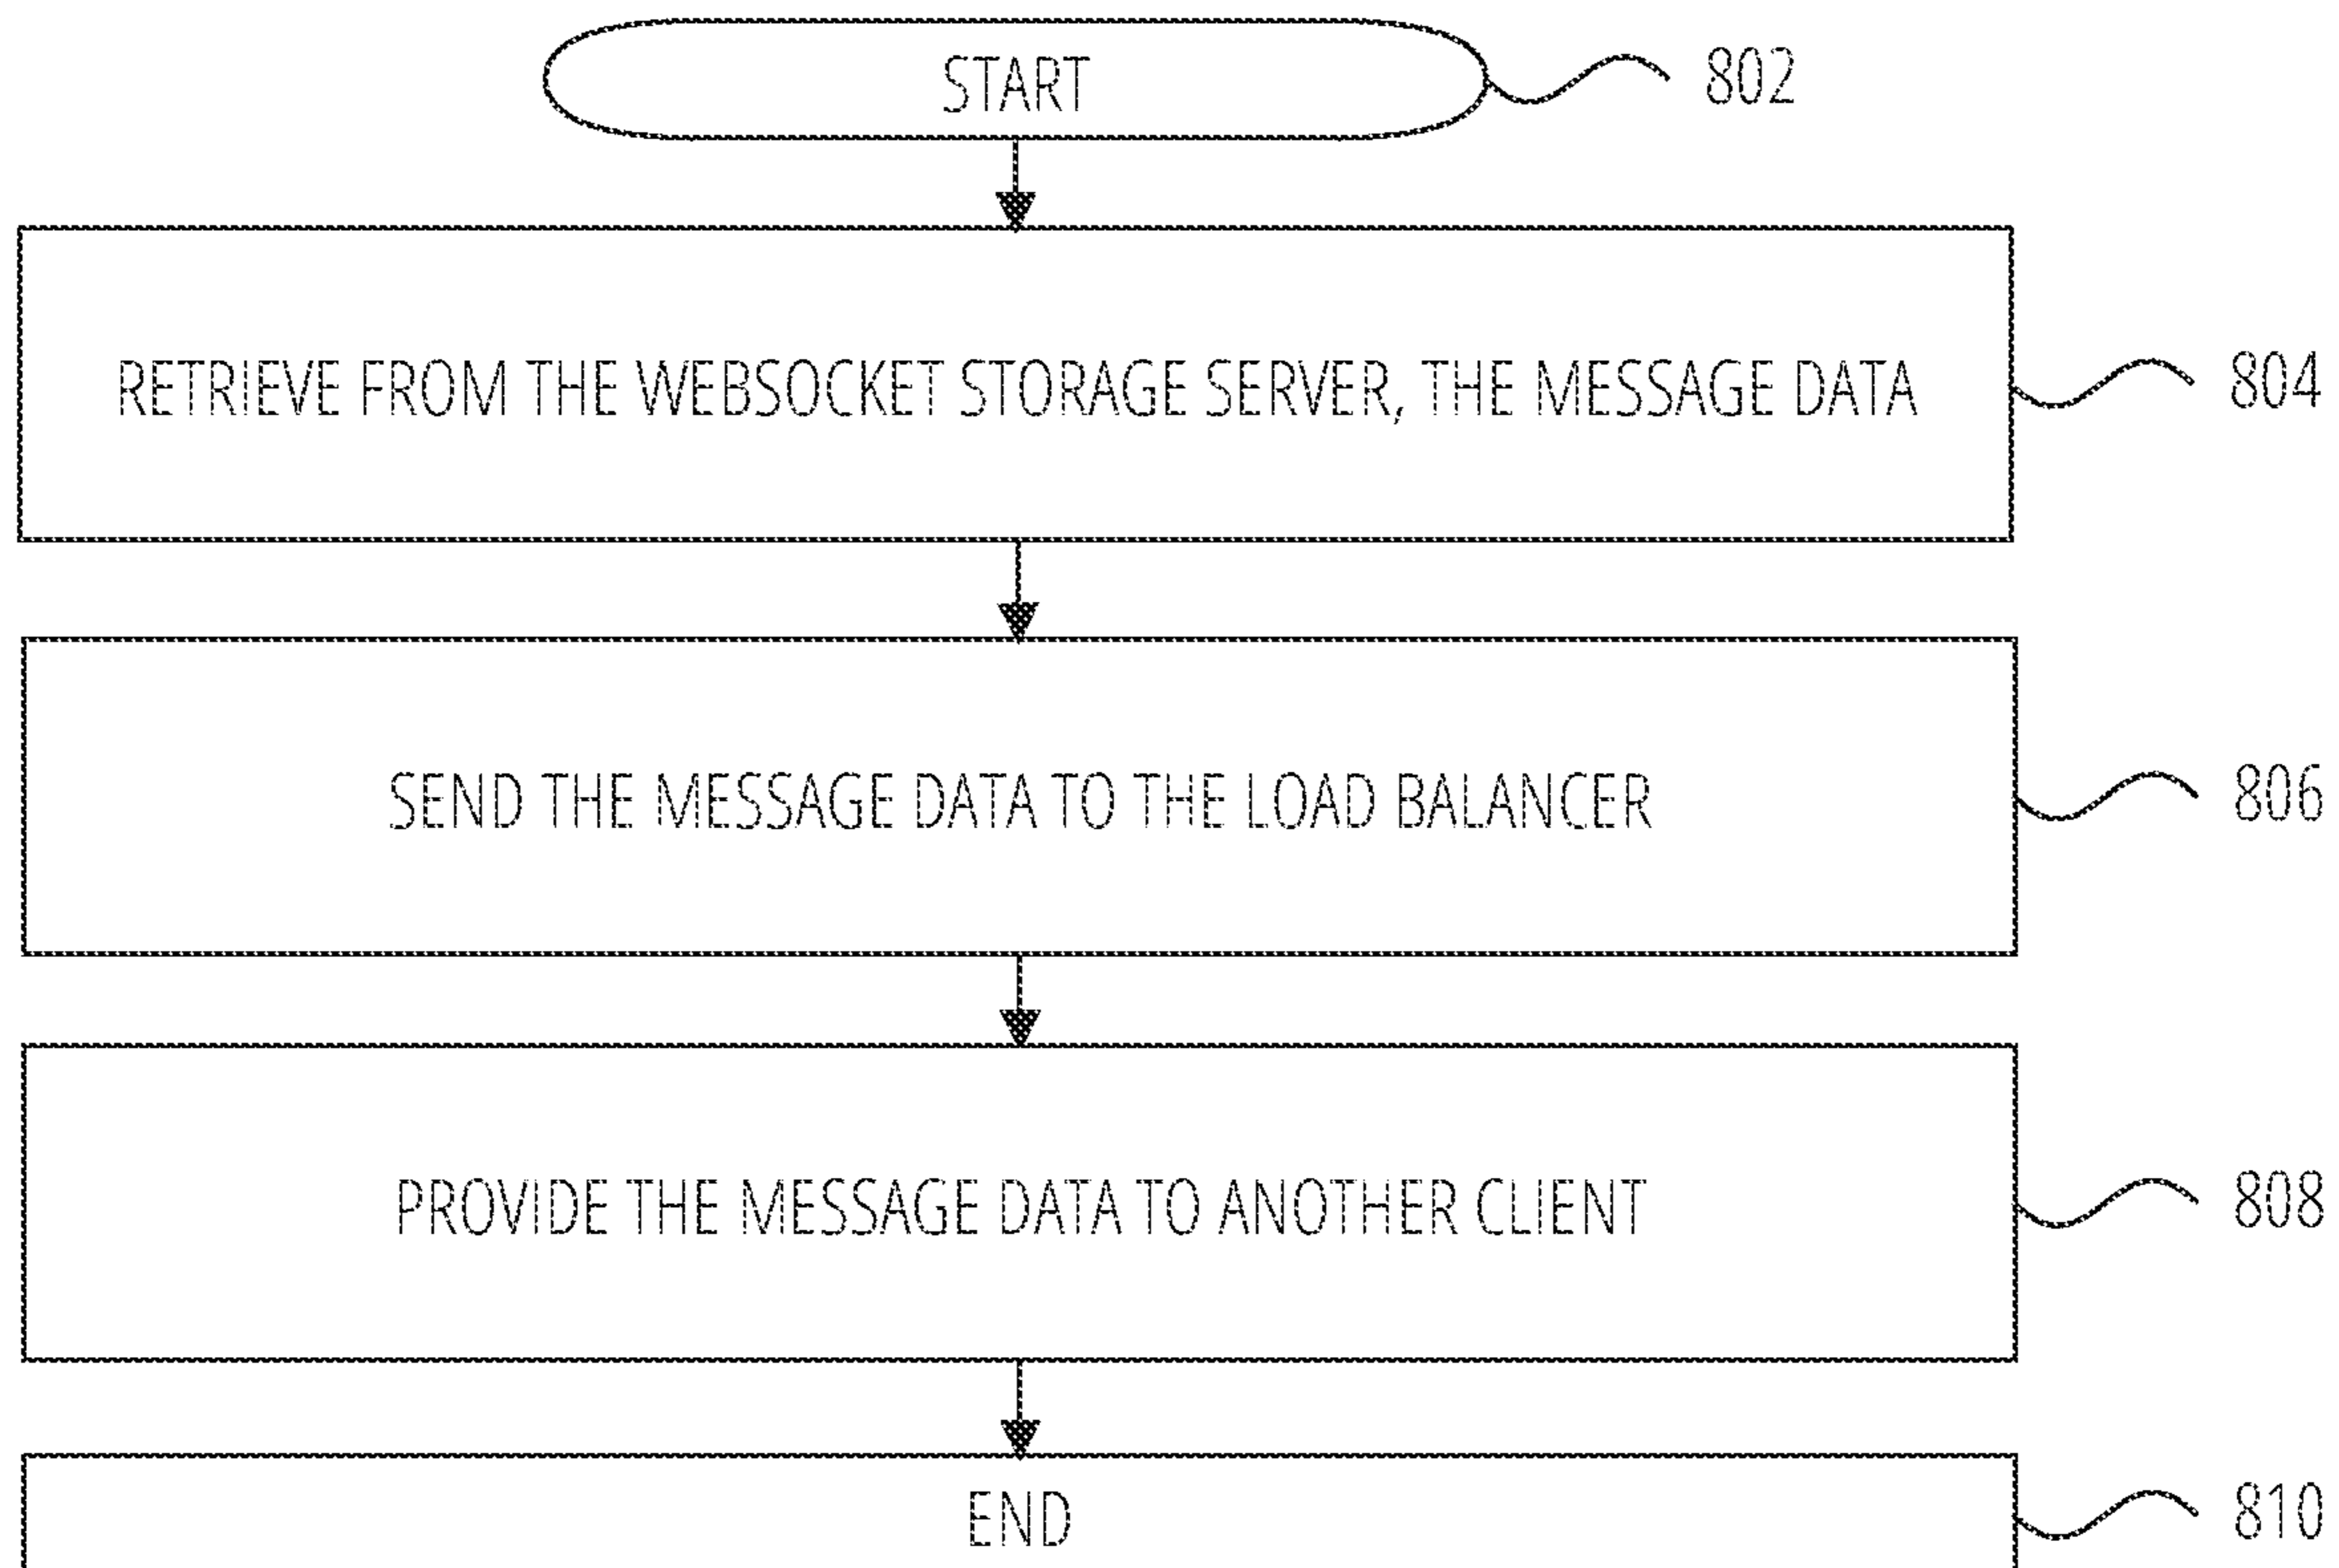 START
802
RETRIEVE FROM THE WEBSOCKET STORAGE SERVER, THE MESSAGE DATA
804
SEND THE MESSAGE DATA TO THE LOAD BALANCER
806
PROVIDE THE MESSAGE DATA TO ANOTHER CLIENT
808
END
810